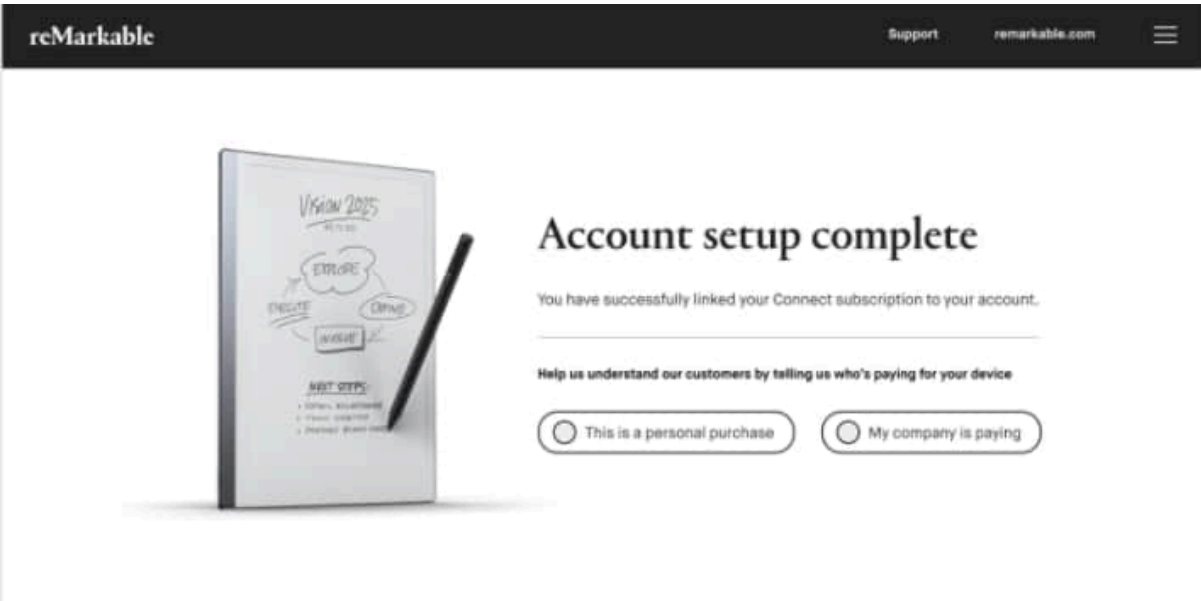 reMarkable
Support
remarkable.com
Vision 2025
EXPLORE
EXECUTE
DEFINE
INVOLVE
NEXT STEPS
Account setup complete
You have successfully linked your Connect subscription to your account.
Help us understand our customers by telling us who's paying for your device
This is a personal purchase
My company is paying